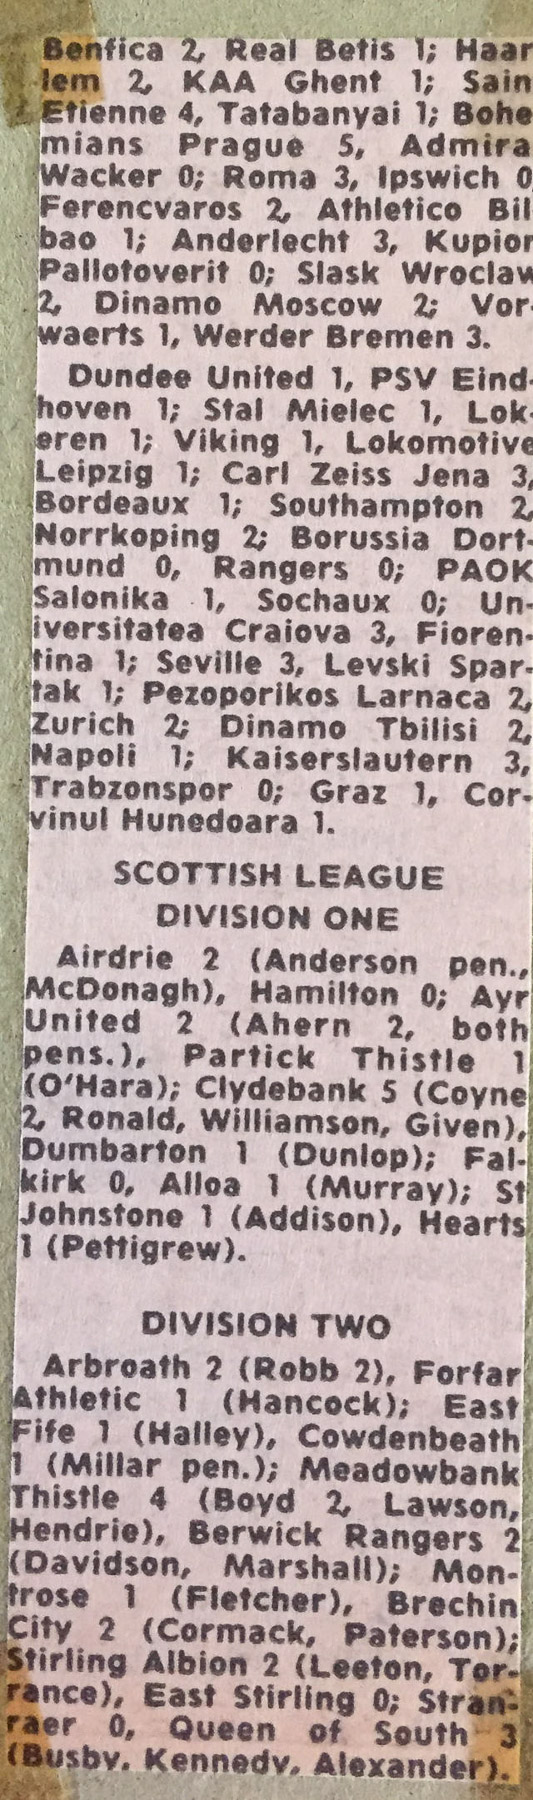 Benfica 2, Real Betis 1; Haar
lem 2, KAA Ghent 1; Sain
Etienne 4, Tatabanyai 1; Bohe
mians Prague 5, Admira
Wacker 0; Roma 3, Ipswich 0
Ferencvaros 2, Athletico Bil
bao 1; Anderlecht 3, Kupior
Pallotoverit 0; Slask Wroclaw
2, Dinamo Moscow 2; Vor-
waerts 1, Werder Bremen 3.
Dundee United 1, PSV Eind-
hoven 1; Stal Mielec 1, Lok-
eren 1; Viking 1, Lokomotive
Leipzig 1; Carl Zeiss Jena 3,
Bordeaux 1; Southampton 2,
Norrkoping 2; Borussia Dort-
mund 0, Rangers 0; PAOK
Salonika 1, Sochaux 0; Un-
iversitatea Craiova 3, Fioren-
tina 1; Seville 3, Levski Spar-
tak 1; Pezoporikos Larnaca 2,
Zurich 2; Dinamo Tbilisi 2,
Napoli 1; Kaiserslautern 3,
Trabzonspor 0; Graz 1, Cor-
vinul Hunedoara 1.
SCOTTISH LEAGUE
DIVISION ONE
Airdrie 2 (Anderson pen.,
McDonagh), Hamilton 0; Ayr
United 2 (Ahern 2, both
pens.), Partick Thistle 1
(O'Hara); Clydebank 5 (Coyne
2, Ronald, Williamson, Given),
Dumbarton 1 (Dunlop); Fal-
kirk 0, Alloa 1 (Murray); St
Johnstone 1 (Addison), Hearts
1 (Pettigrew).
DIVISION TWO
Arbroath 2 (Robb 2), Forfar
Athletic 1 (Hancock); East
Fife 1 (Halley), Cowdenbeath
1 (Millar pen.); Meadowbank
Thistle 4 (Boyd 2, Lawson,
Hendrie), Berwick Rangers 2
(Davidson, Marshall); Mon-
trose 1 (Fletcher), Brechin
City 2 (Cormack, Paterson);
Stirling Albion 2 (Leeton, Tor-
rance), East Stirling 0; Stran-
raer 0, Queen of South 3
(Busby, Kennedy, Alexander).